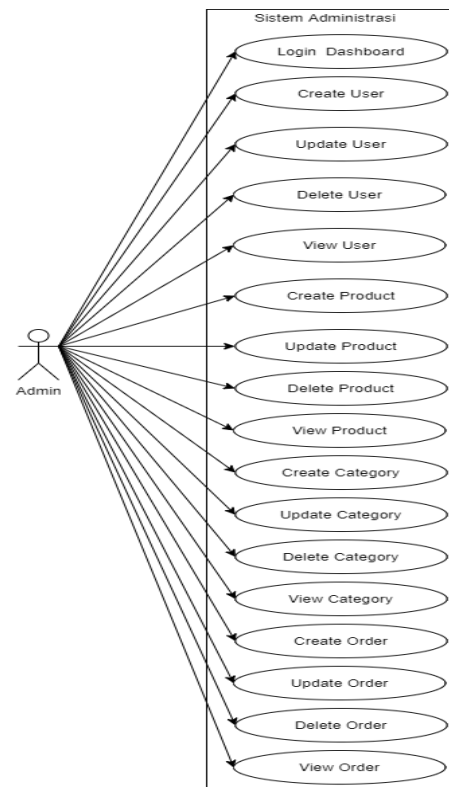 Sistem Administrasi
Login Dashboard
Create User
Update User
Delete User
View User
Create Product
Update Product
Admin
Delete Product
View Product
Create Category
Update Category
Delete Category
View Category
Create Order
Update Order
Delete Order
View Order